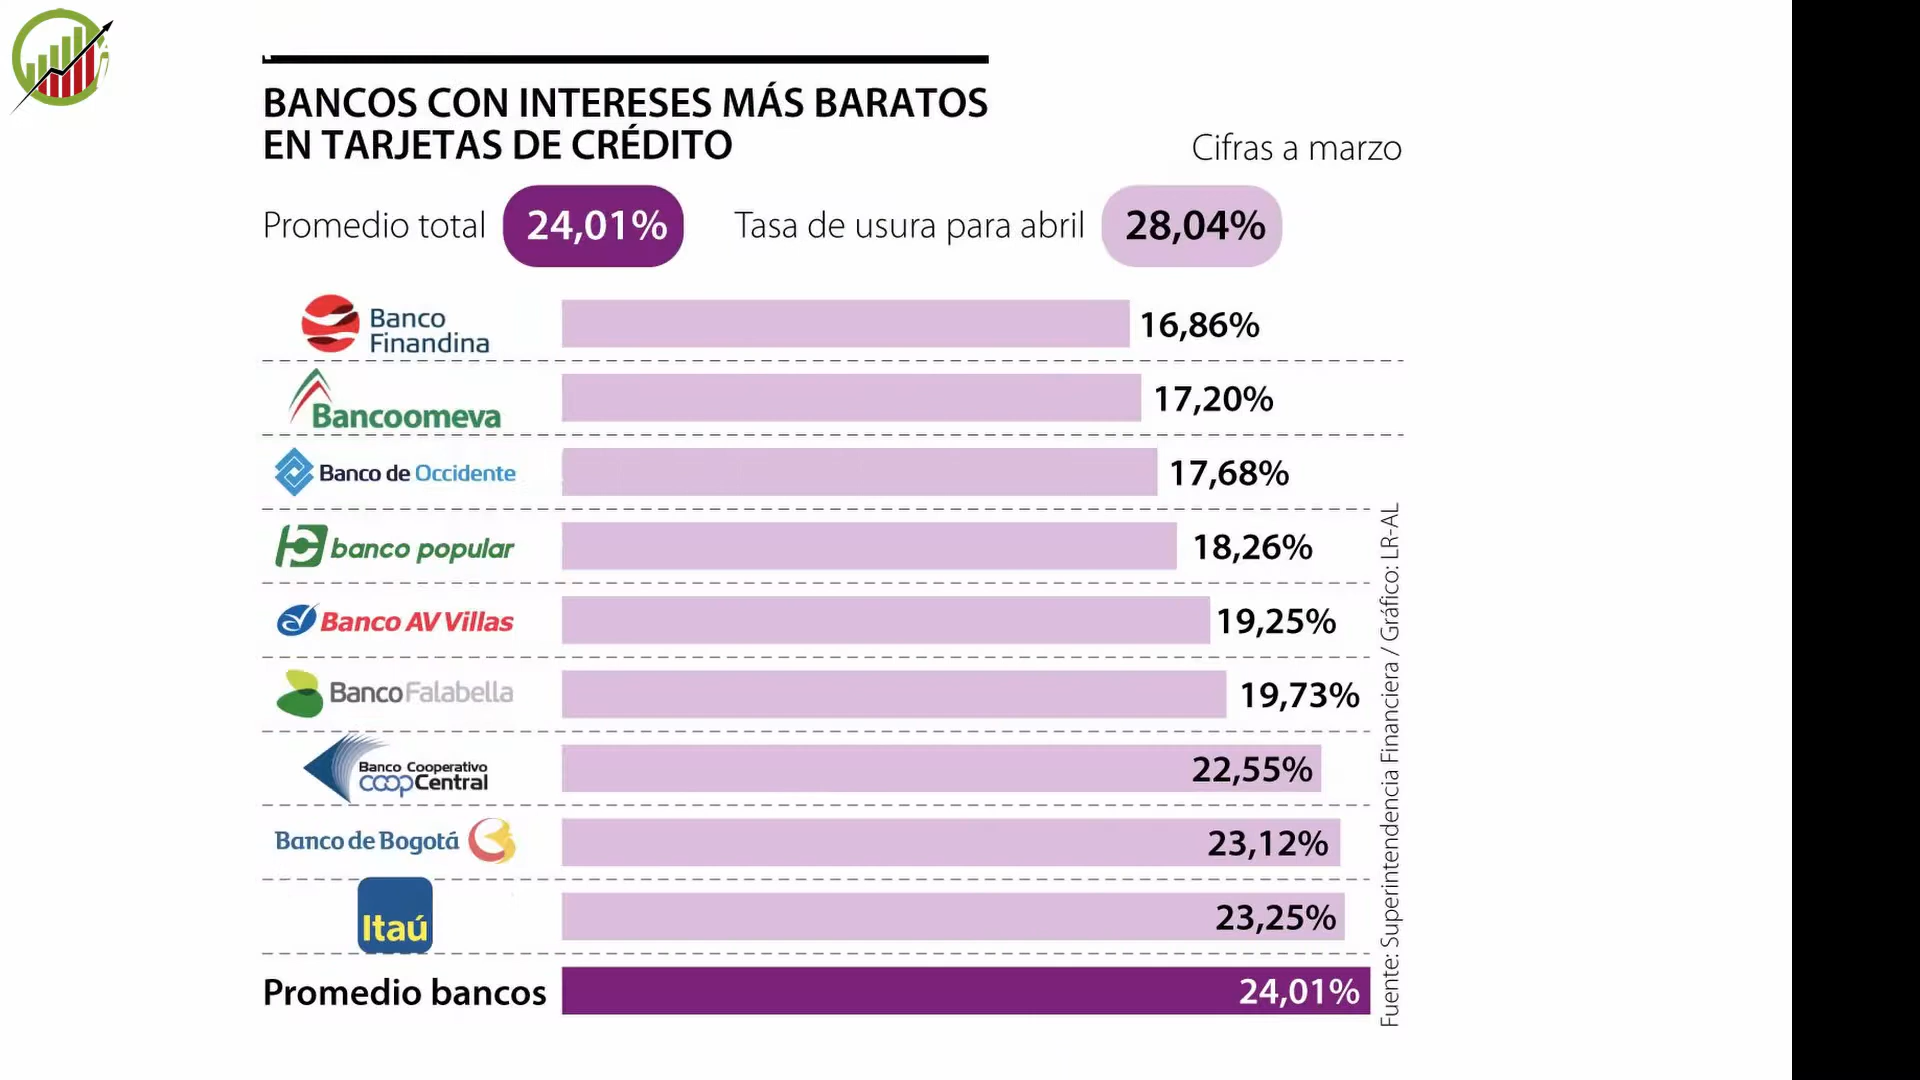 BANCOS CON INTERESES MÁS BARATOS
EN TARJETAS DE CRÉDITO
Cifras a marzo
Promedio total 24,01% Tasa de usura para abril 28,04%
Banco
Finandina
16,86%
Bancoomeva 17,20%
Banco de Occidente 17,68%
banco popular 18,26%
Banco AV Villas 19,25%
Banco Falabella 19,73%
Banco Cooperativo
coopCentral
22,55%
Banco de Bogotá 23,12%
Itaú 23,25%
Promedio bancos 24,01%
Fuente: Superintendencia Financiera / Gráfico: LR-AL